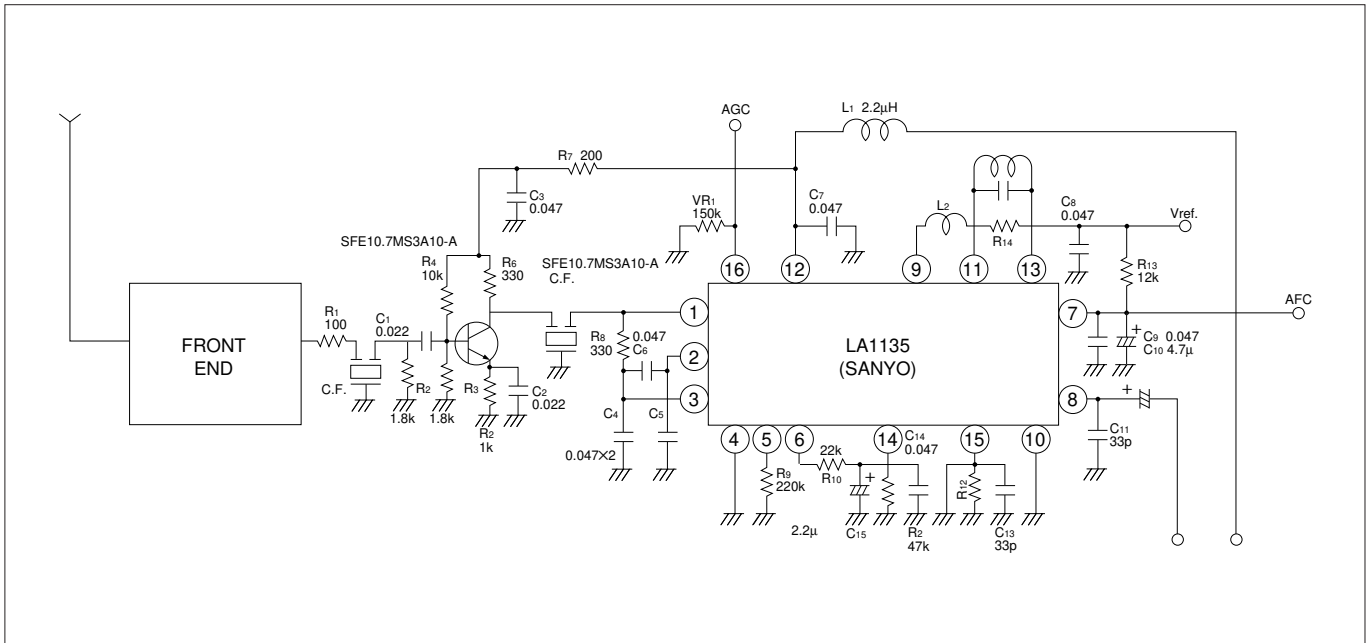 L1 2.2μH
AGC
R7 200
C3
0.047
VR1
150k
C7
0.047
L2
C8
0.047
Vref.
R14
R13
12k
SFE10.7MS3A10-A
R4
10k
R6
330
SFE10.7MS3A10-A
C.F.
16
12
9
11
13
FRONT
END
R1
100
C1
0.022
C.F.
R2
1.8k
1.8k
R3
R2
1k
C2
0.022
R8
330
0.047
C6
C4
C5
0.047×2
1
2
3
LA1135
(SANYO)
7
AFC
C9 0.047
C10 4.7μ
8
+
+
C11
33p
4
5
6
14
15
10
R9
220k
22k
R10
+
2.2μ
C15
C14
0.047
R2
47k
R12
C13
33p